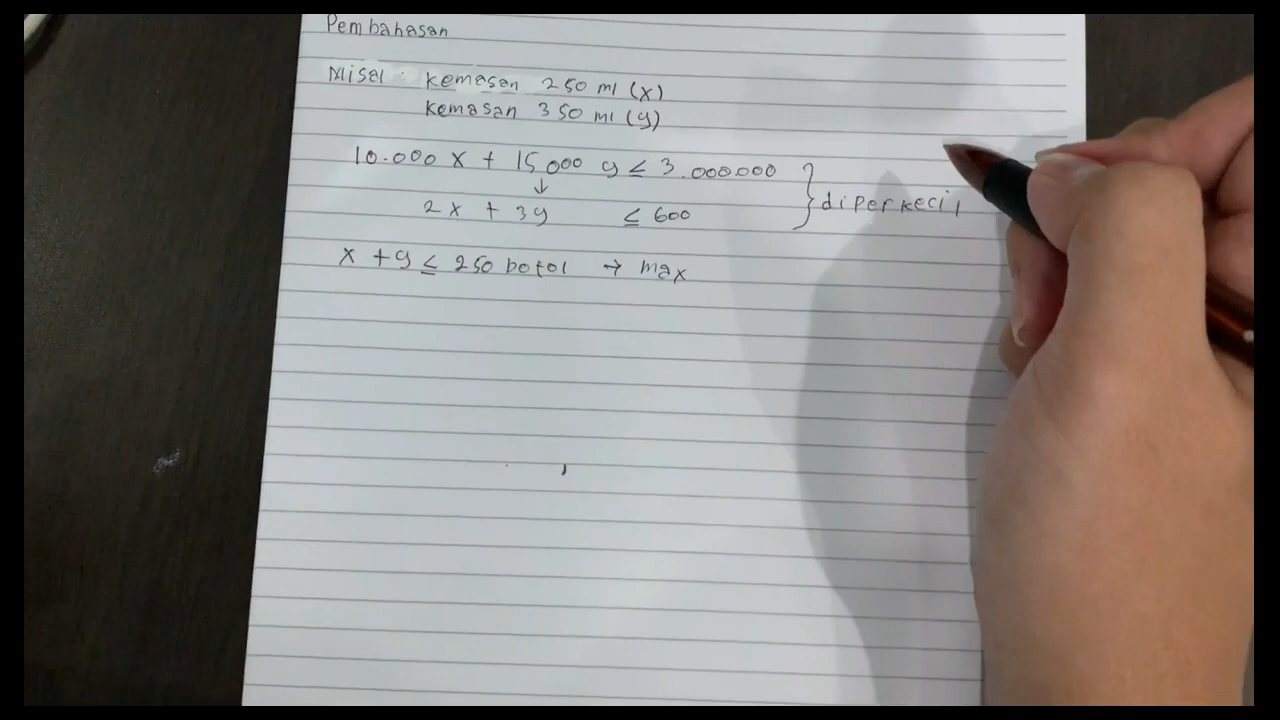 Pembahasan
Misal : kemasan 250 ml (x)
kemasan 350 ml (y)
10.000 x + 15.000 y ≤ 3.000.000 } diperkecil
↓
2x + 3y ≤ 600
x + y ≤ 250 botol → max